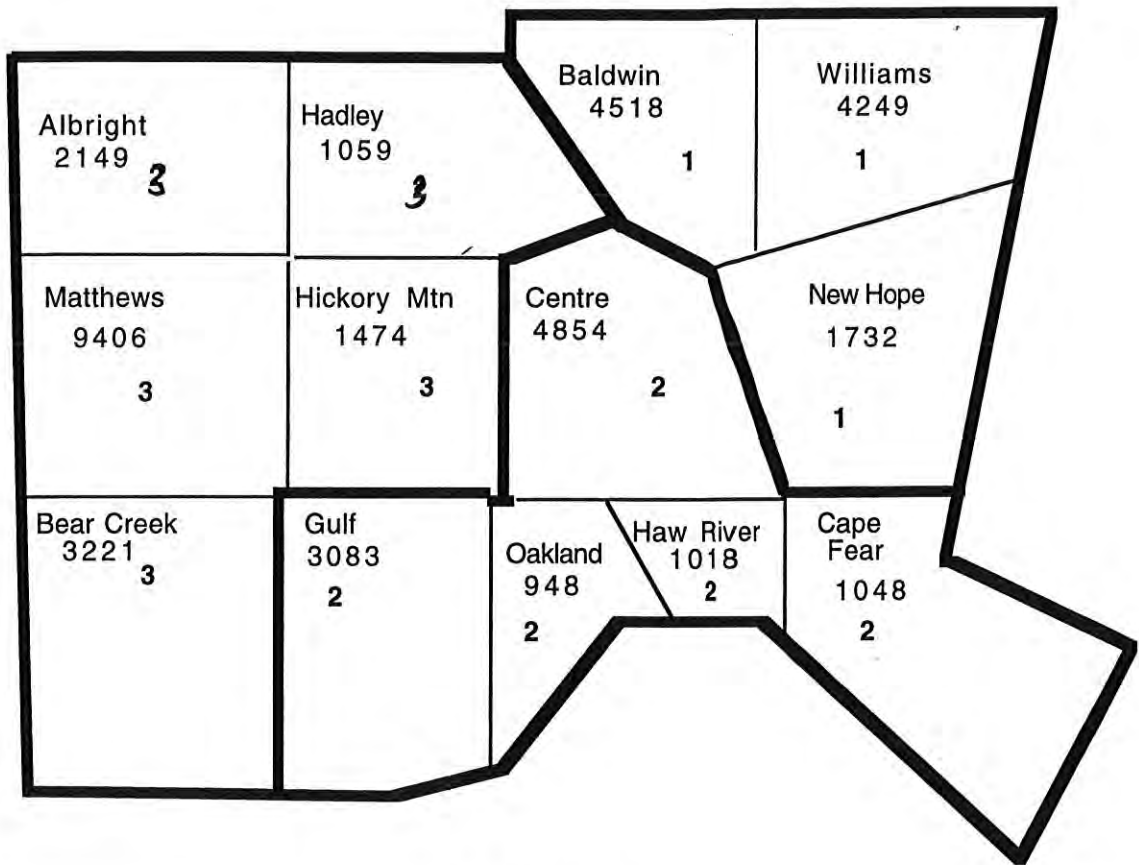 Albright
2149
3
Hadley
1059
3
Baldwin
4518
1
Williams
4249
1
Matthews
9406
3
Hickory Mtn
1474
3
Centre
4854
2
New Hope
1732
1
Bear Creek
3221
3
Gulf
3083
2
Oakland
948
2
Haw River
1018
2
Cape
Fear
1048
2